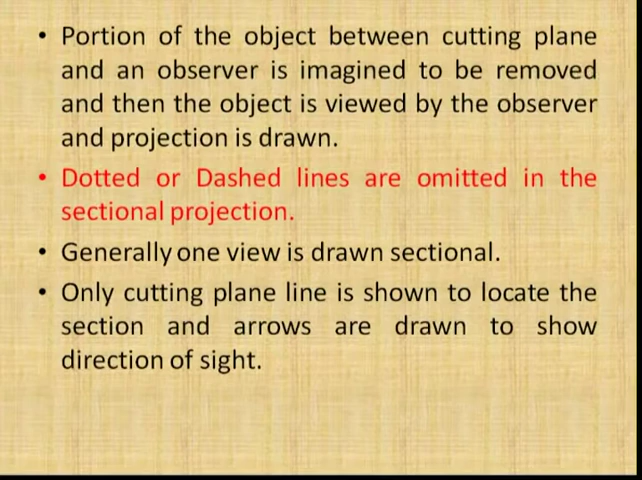 • Portion of the object between cutting plane
and an observer is imagined to be removed
and then the object is viewed by the observer
and projection is drawn.
• Dotted or Dashed lines are omitted in the
sectional projection.
• Generally one view is drawn sectional.
• Only cutting plane line is shown to locate the
section and arrows are drawn to show
direction of sight.